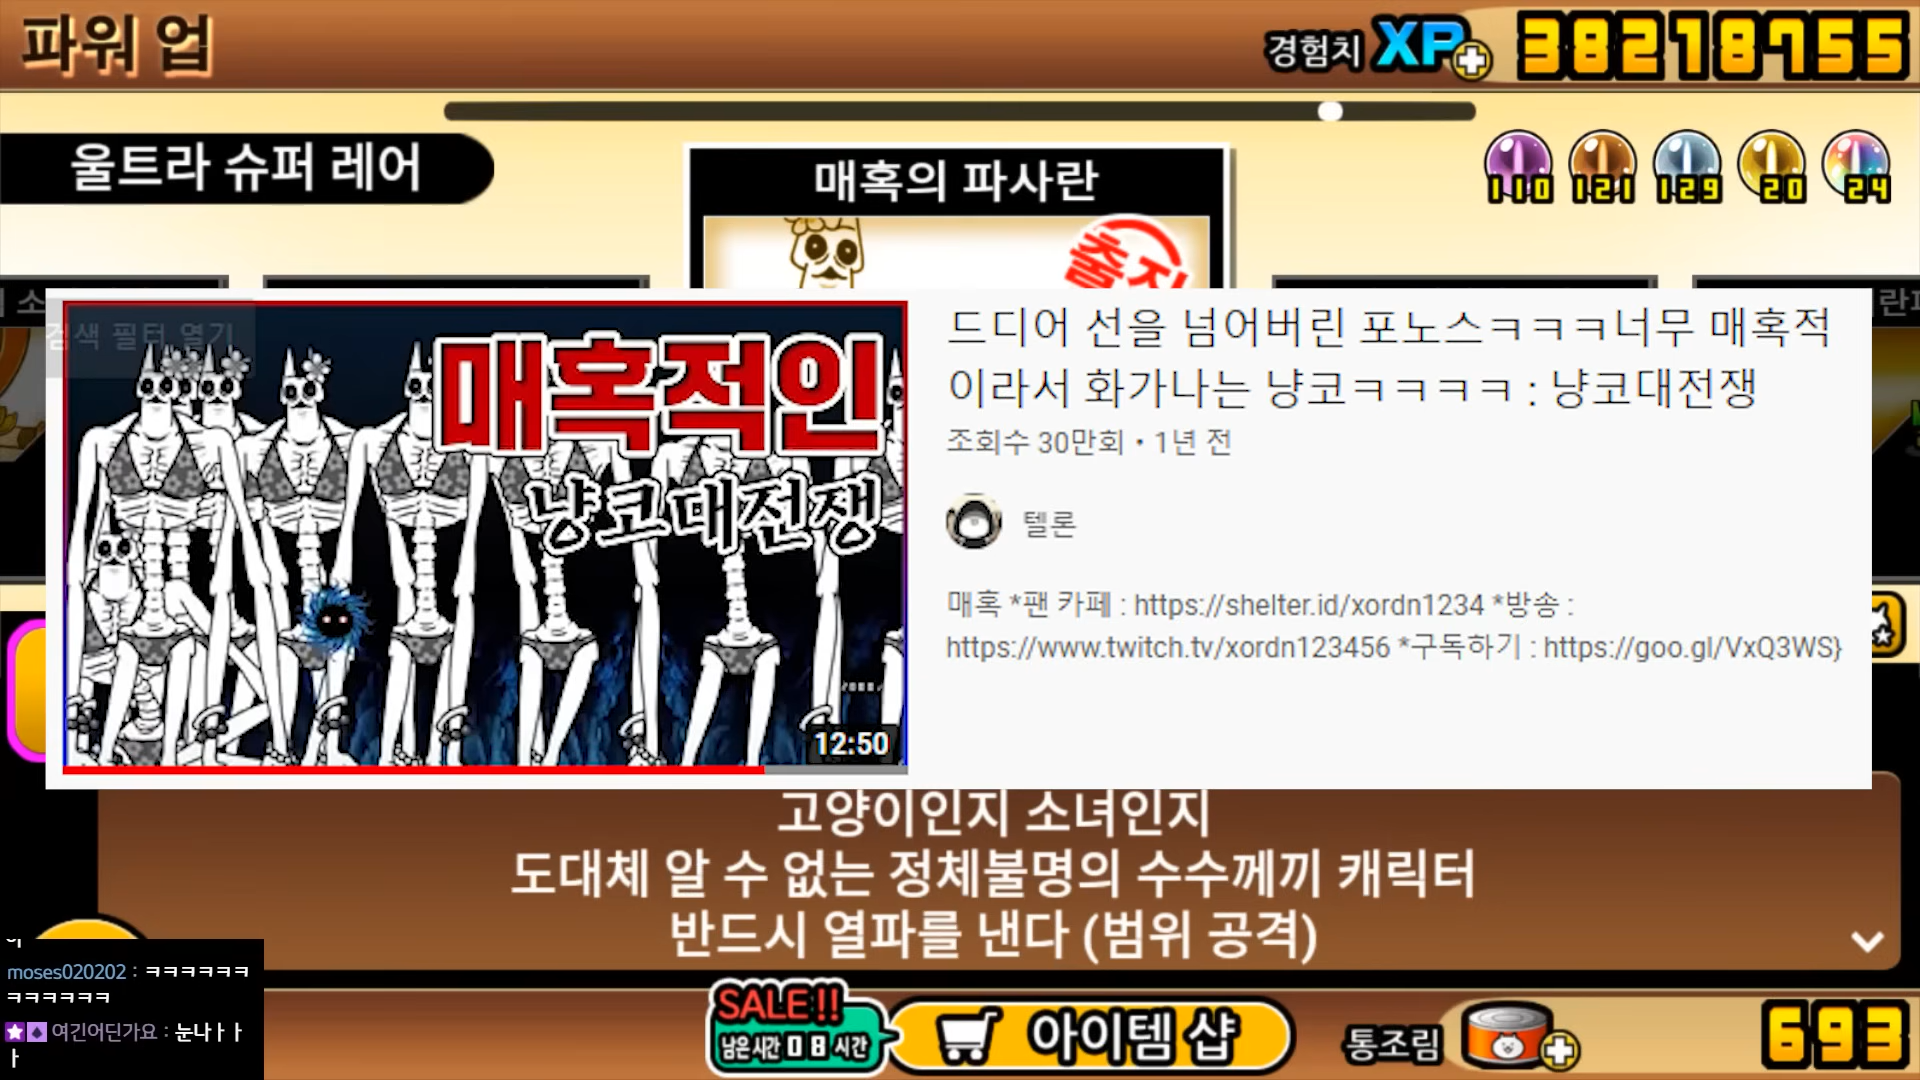 파워 업
경험치 XP 38218755
울트라 슈퍼 레어
매혹의 파사란
110 121 129 20 24
검색 필터 열기
매혹적인
냥코대전쟁
12:50
드디어 선을 넘어버린 포노스ㅋㅋㅋ너무 매혹적
이라서 화가나는 냥코ㅋㅋㅋㅋ : 냥코대전쟁
조회수 30만회 • 1년 전
텔론
매혹 *팬 카페 : https://shelter.id/xordn1234 *방송 :
https://www.twitch.tv/xordn123456 *구독하기 : https://goo.gl/VxQ3WS}
고양이인지 소녀인지
도대체 알 수 없는 정체불명의 수수께끼 캐릭터
반드시 열파를 낸다 (범위 공격)
moses020202 : ㅋㅋㅋㅋㅋㅋ
ㅋㅋㅋㅋㅋㅋ
여긴어딘가요 : 눈나ㅏㅏ
ㅏ
SALE!!
남은시간 08 시간
아이템 샵
통조림 693